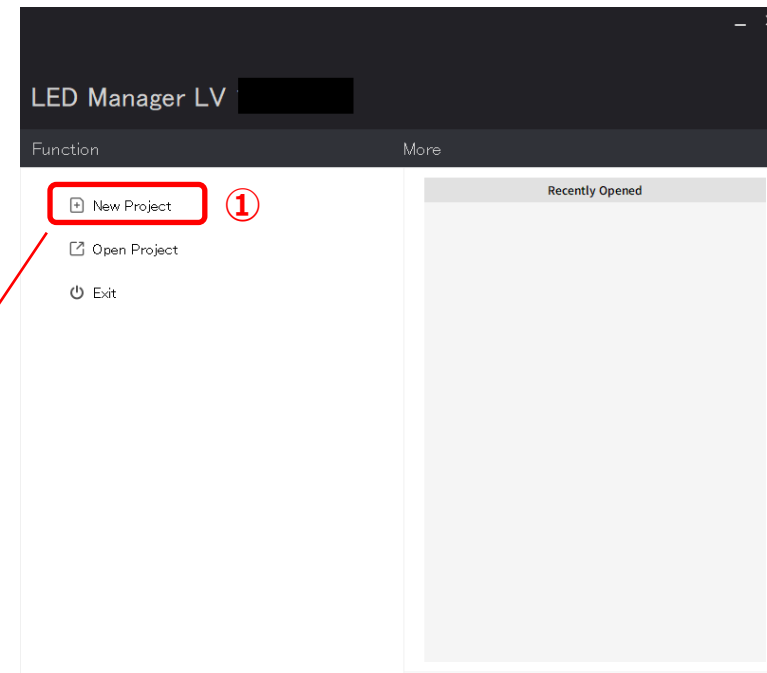 LED Manager LV
Function
More
New Project
①
Open Project
Exit
Recently Opened